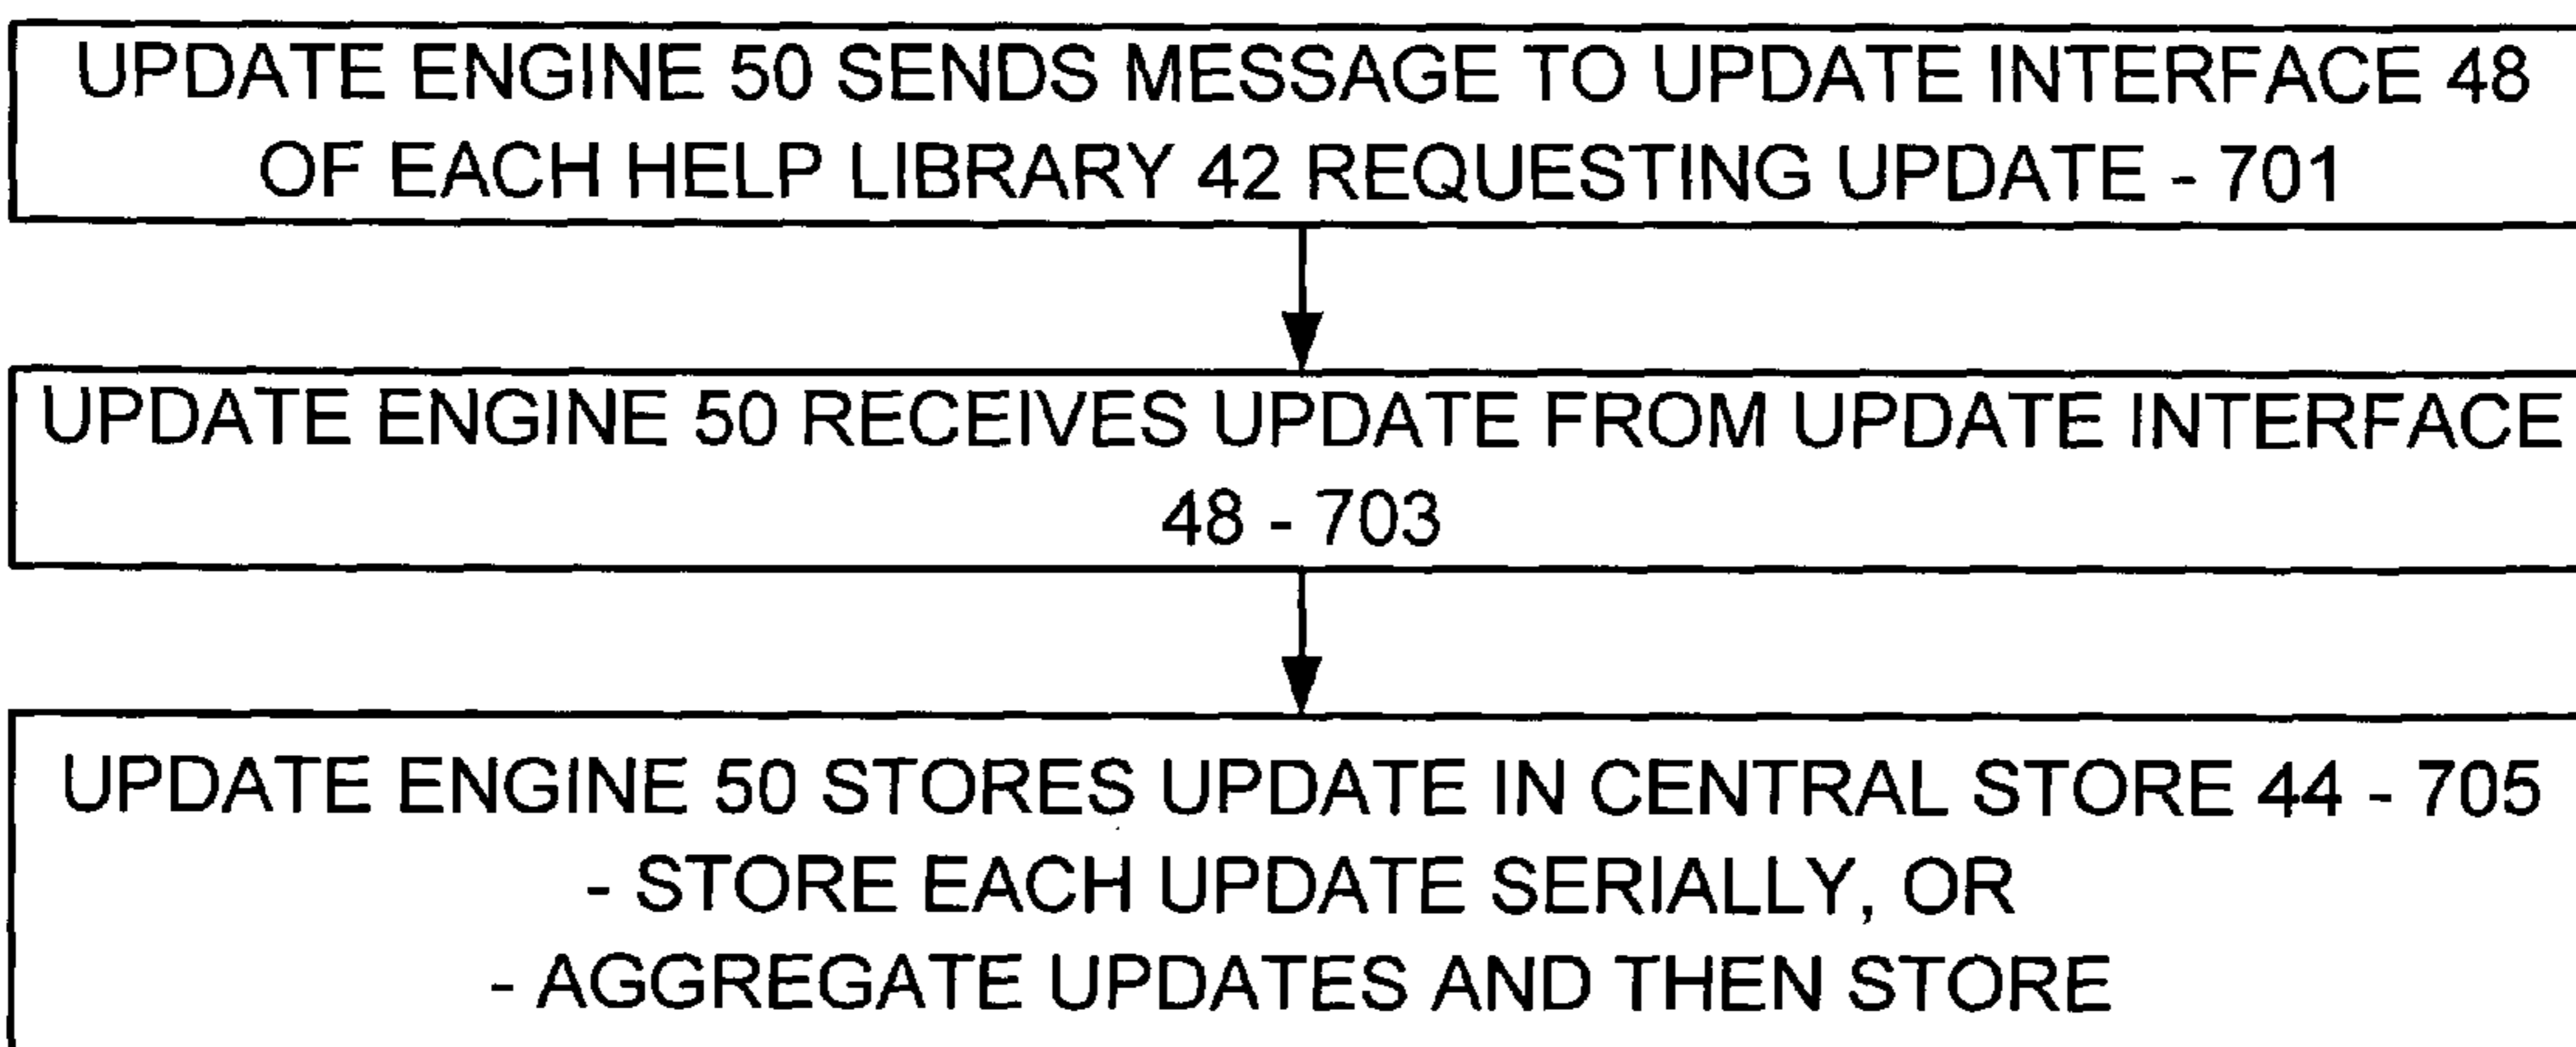 UPDATE ENGINE 50 SENDS MESSAGE TO UPDATE INTERFACE 48
OF EACH HELP LIBRARY 42 REQUESTING UPDATE - 701
UPDATE ENGINE 50 RECEIVES UPDATE FROM UPDATE INTERFACE
48 - 703
UPDATE ENGINE 50 STORES UPDATE IN CENTRAL STORE 44 - 705
- STORE EACH UPDATE SERIALLY, OR
- AGGREGATE UPDATES AND THEN STORE